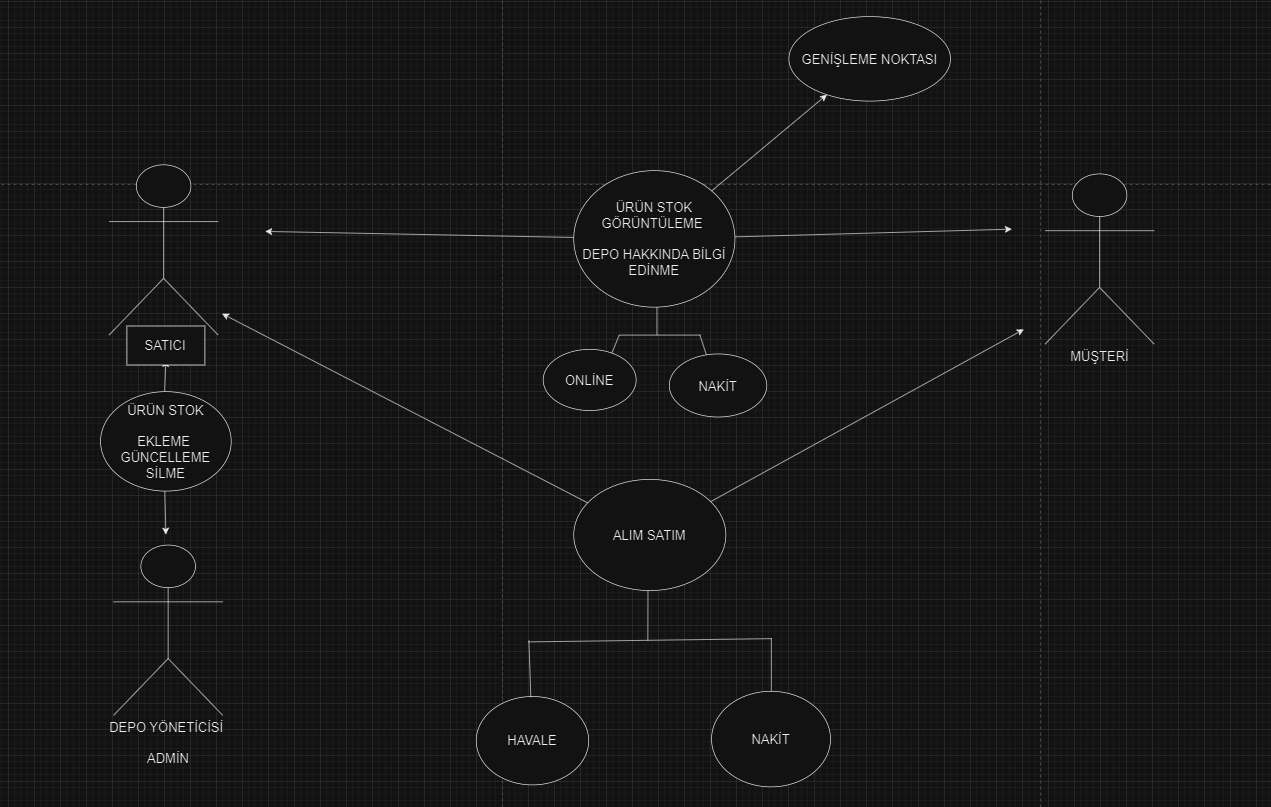 GENİŞLEME NOKTASI
ÜRÜN STOK
GÖRÜNTÜLEME
DEPO HAKKINDA BİLGİ
EDİNME
SATICI
MÜŞTERİ
ONLİNE
NAKİT
ÜRÜN STOK
EKLEME
GÜNCELLEME
SİLME
ALIM SATIM
DEPO YÖNETİCİSİ
ADMİN
HAVALE
NAKİT